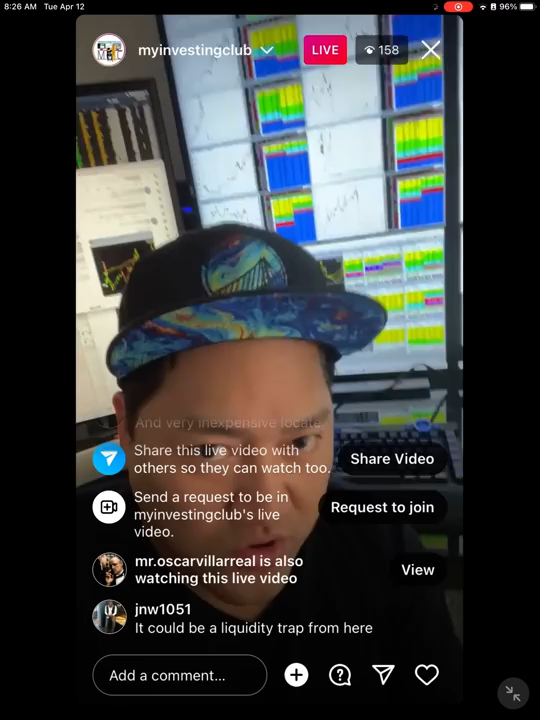 8:26 AM Tue Apr 12
96%
myinvestingclub
LIVE
158
And very inexpensive locate
Share this live video with
others so they can watch too.
Share Video
Send a request to be in
myinvestingclub's live
video.
Request to join
mr.oscarvillarreal is also
watching this live video
View
jnw1051
It could be a liquidity trap from here
Add a comment...